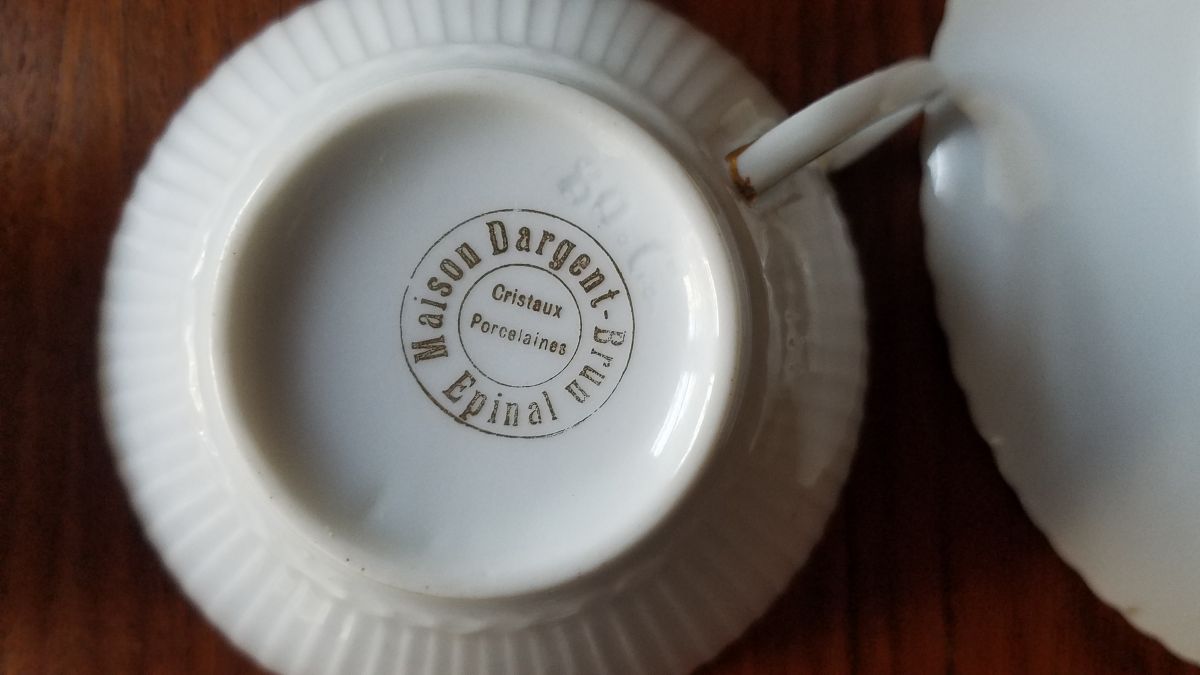 Maison Dargent-Brun
Cristaux
Porcelaines
Epinal